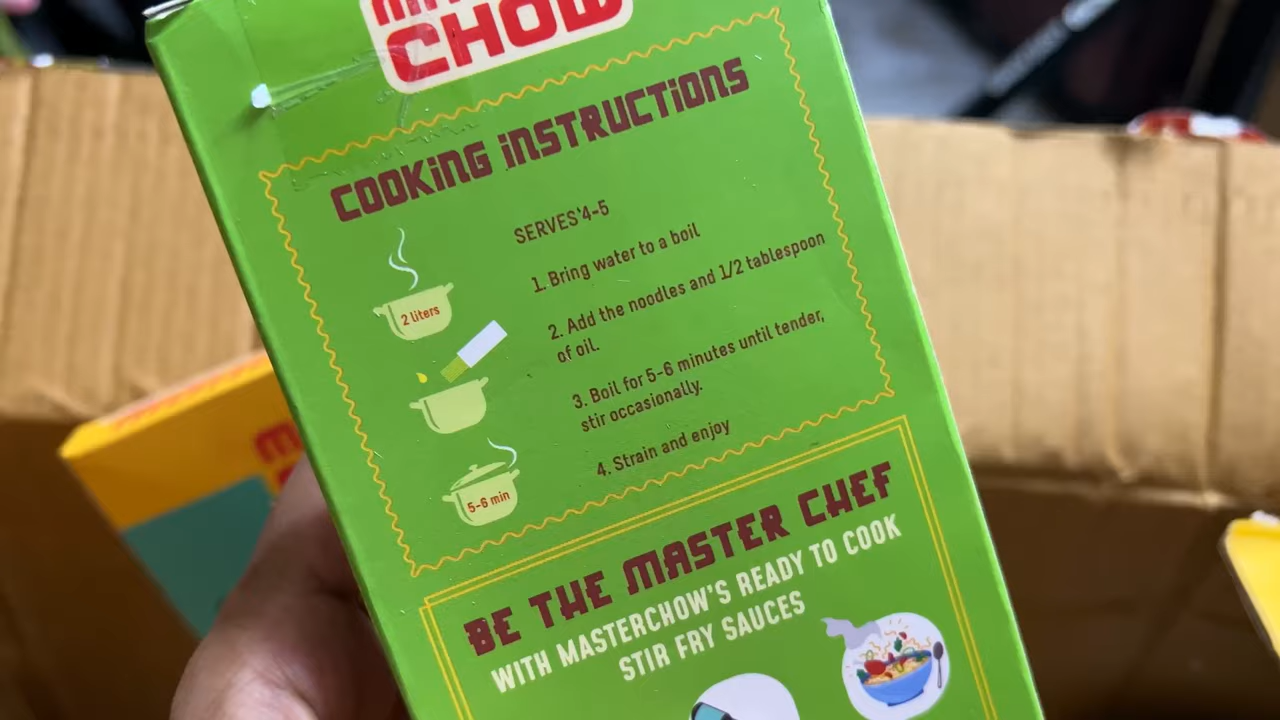 CHOW
COOKING INSTRUCTIONS
SERVES 4-5
1. Bring water to a boil
2 liters
2. Add the noodles and 1/2 tablespoon
of oil.
3. Boil for 5-6 minutes until tender,
stir occasionally.
4. Strain and enjoy
5-6 min
BE THE MASTER CHEF
WITH MASTERCHOW'S READY TO COOK
STIR FRY SAUCES